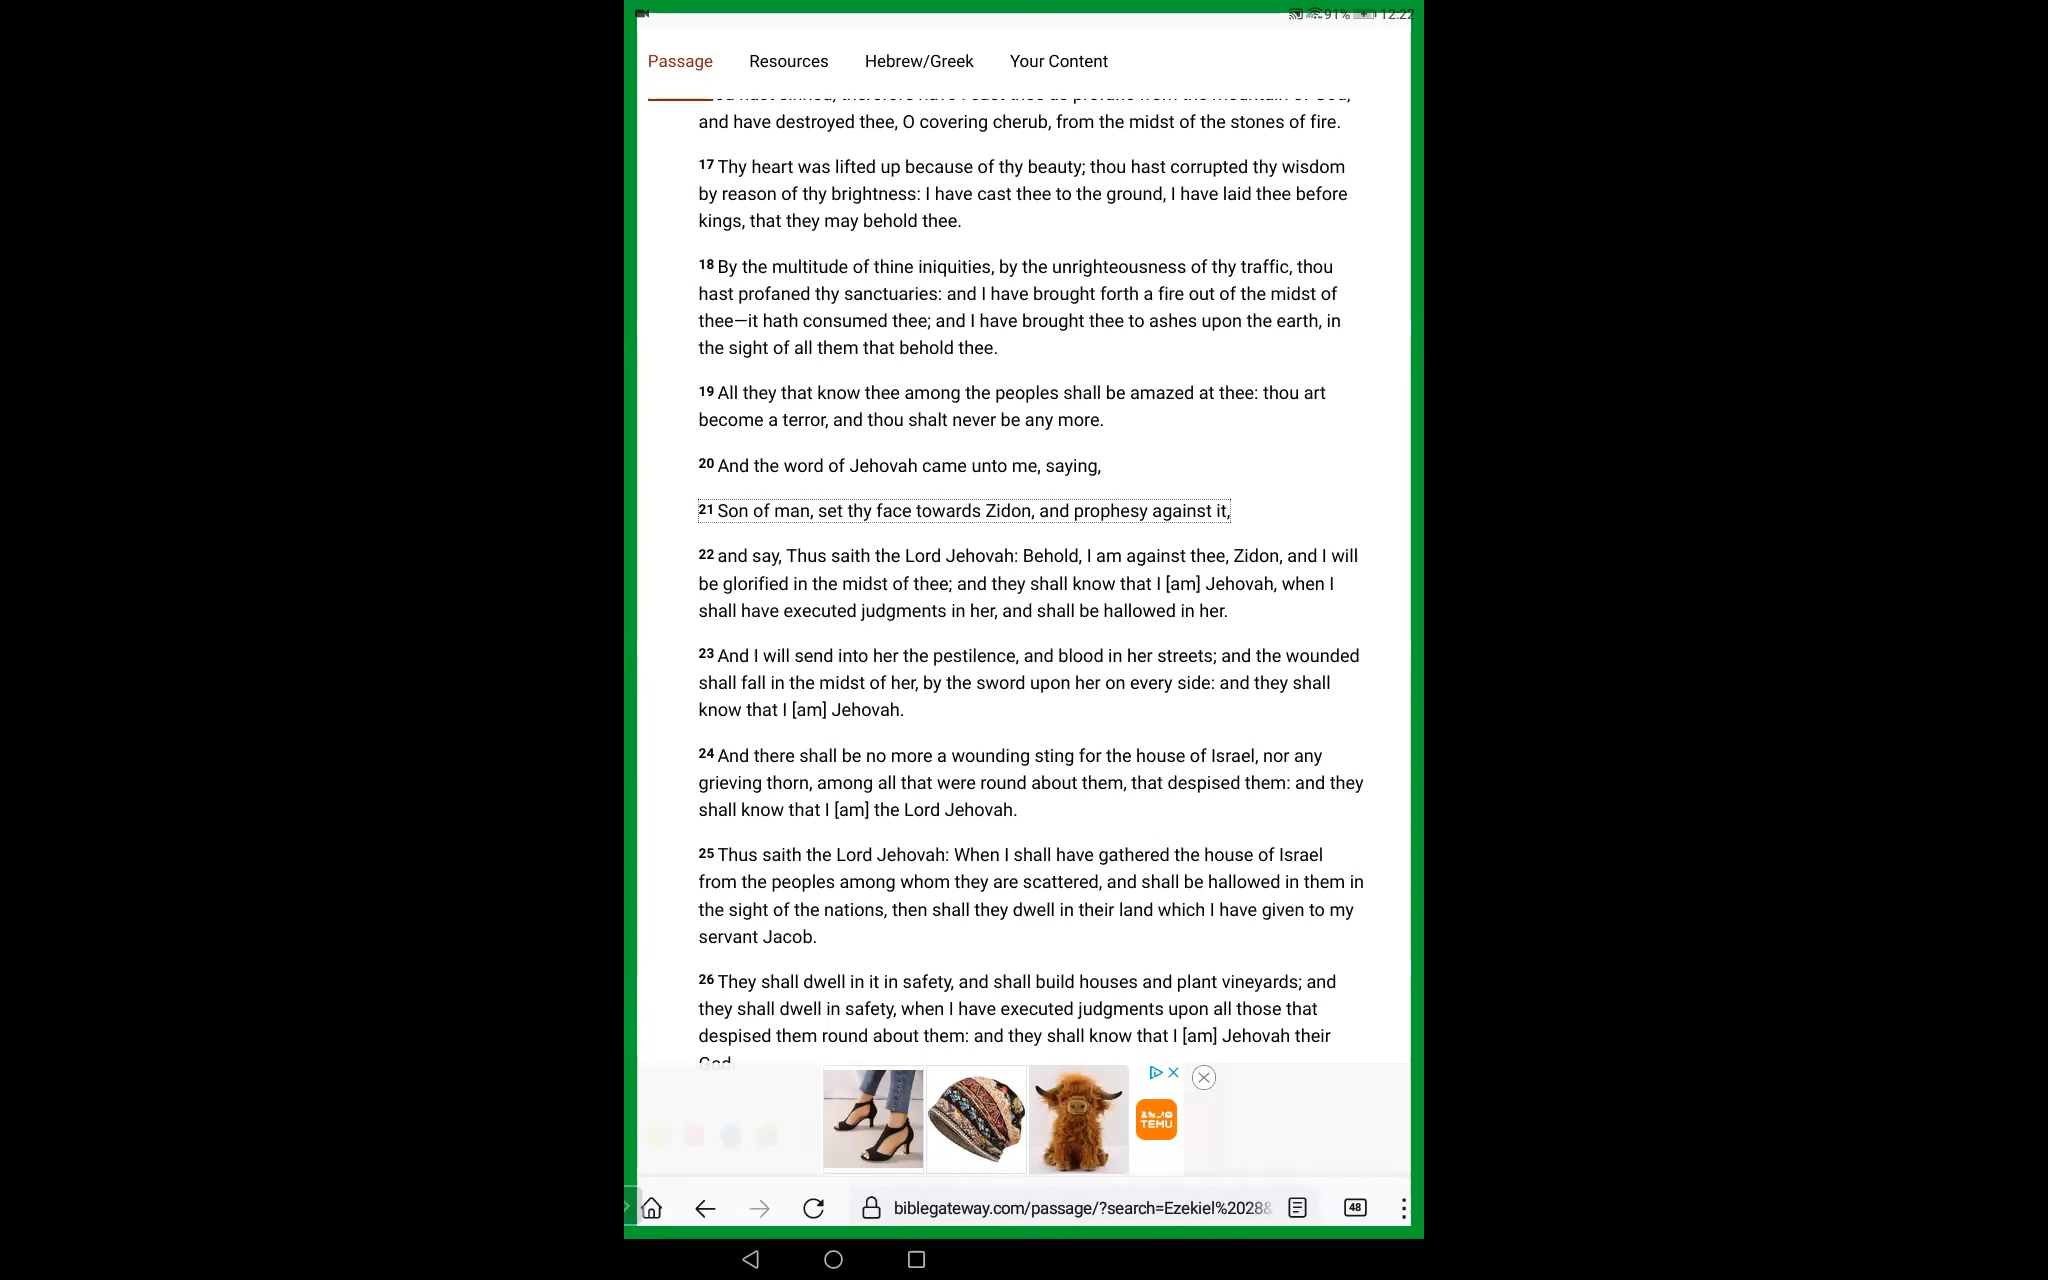 91% 12:22
Passage Resources Hebrew/Greek Your Content
and have destroyed thee, O covering cherub, from the midst of the stones of fire.
17 Thy heart was lifted up because of thy beauty; thou hast corrupted thy wisdom
by reason of thy brightness: I have cast thee to the ground, I have laid thee before
kings, that they may behold thee.
18 By the multitude of thine iniquities, by the unrighteousness of thy traffic, thou
hast profaned thy sanctuaries: and I have brought forth a fire out of the midst of
thee—it hath consumed thee; and I have brought thee to ashes upon the earth, in
the sight of all them that behold thee.
19 All they that know thee among the peoples shall be amazed at thee: thou art
become a terror, and thou shalt never be any more.
20 And the word of Jehovah came unto me, saying,
21 Son of man, set thy face towards Zidon, and prophesy against it,
22 and say, Thus saith the Lord Jehovah: Behold, I am against thee, Zidon, and I will
be glorified in the midst of thee; and they shall know that I [am] Jehovah, when I
shall have executed judgments in her, and shall be hallowed in her.
23 And I will send into her the pestilence, and blood in her streets; and the wounded
shall fall in the midst of her, by the sword upon her on every side: and they shall
know that I [am] Jehovah.
24 And there shall be no more a wounding sting for the house of Israel, nor any
grieving thorn, among all that were round about them, that despised them: and they
shall know that I [am] the Lord Jehovah.
25 Thus saith the Lord Jehovah: When I shall have gathered the house of Israel
from the peoples among whom they are scattered, and shall be hallowed in them in
the sight of the nations, then shall they dwell in their land which I have given to my
servant Jacob.
26 They shall dwell in it in safety, and shall build houses and plant vineyards; and
they shall dwell in safety, when I have executed judgments upon all those that
despised them round about them: and they shall know that I [am] Jehovah their
God.
TEMU
biblegateway.com/passage/?search=Ezekiel%2028& 48